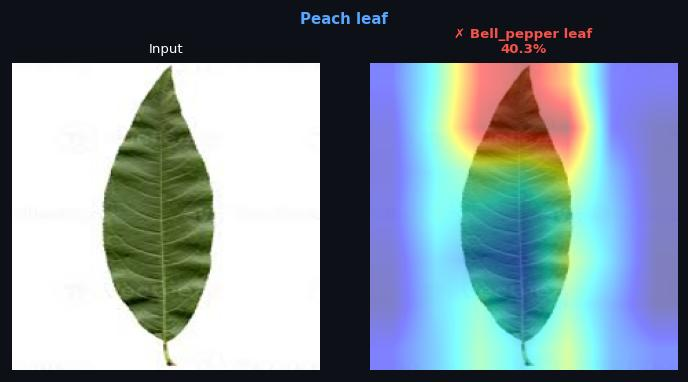 Peach leaf
Input
✗ Bell_pepper leaf
40.3%